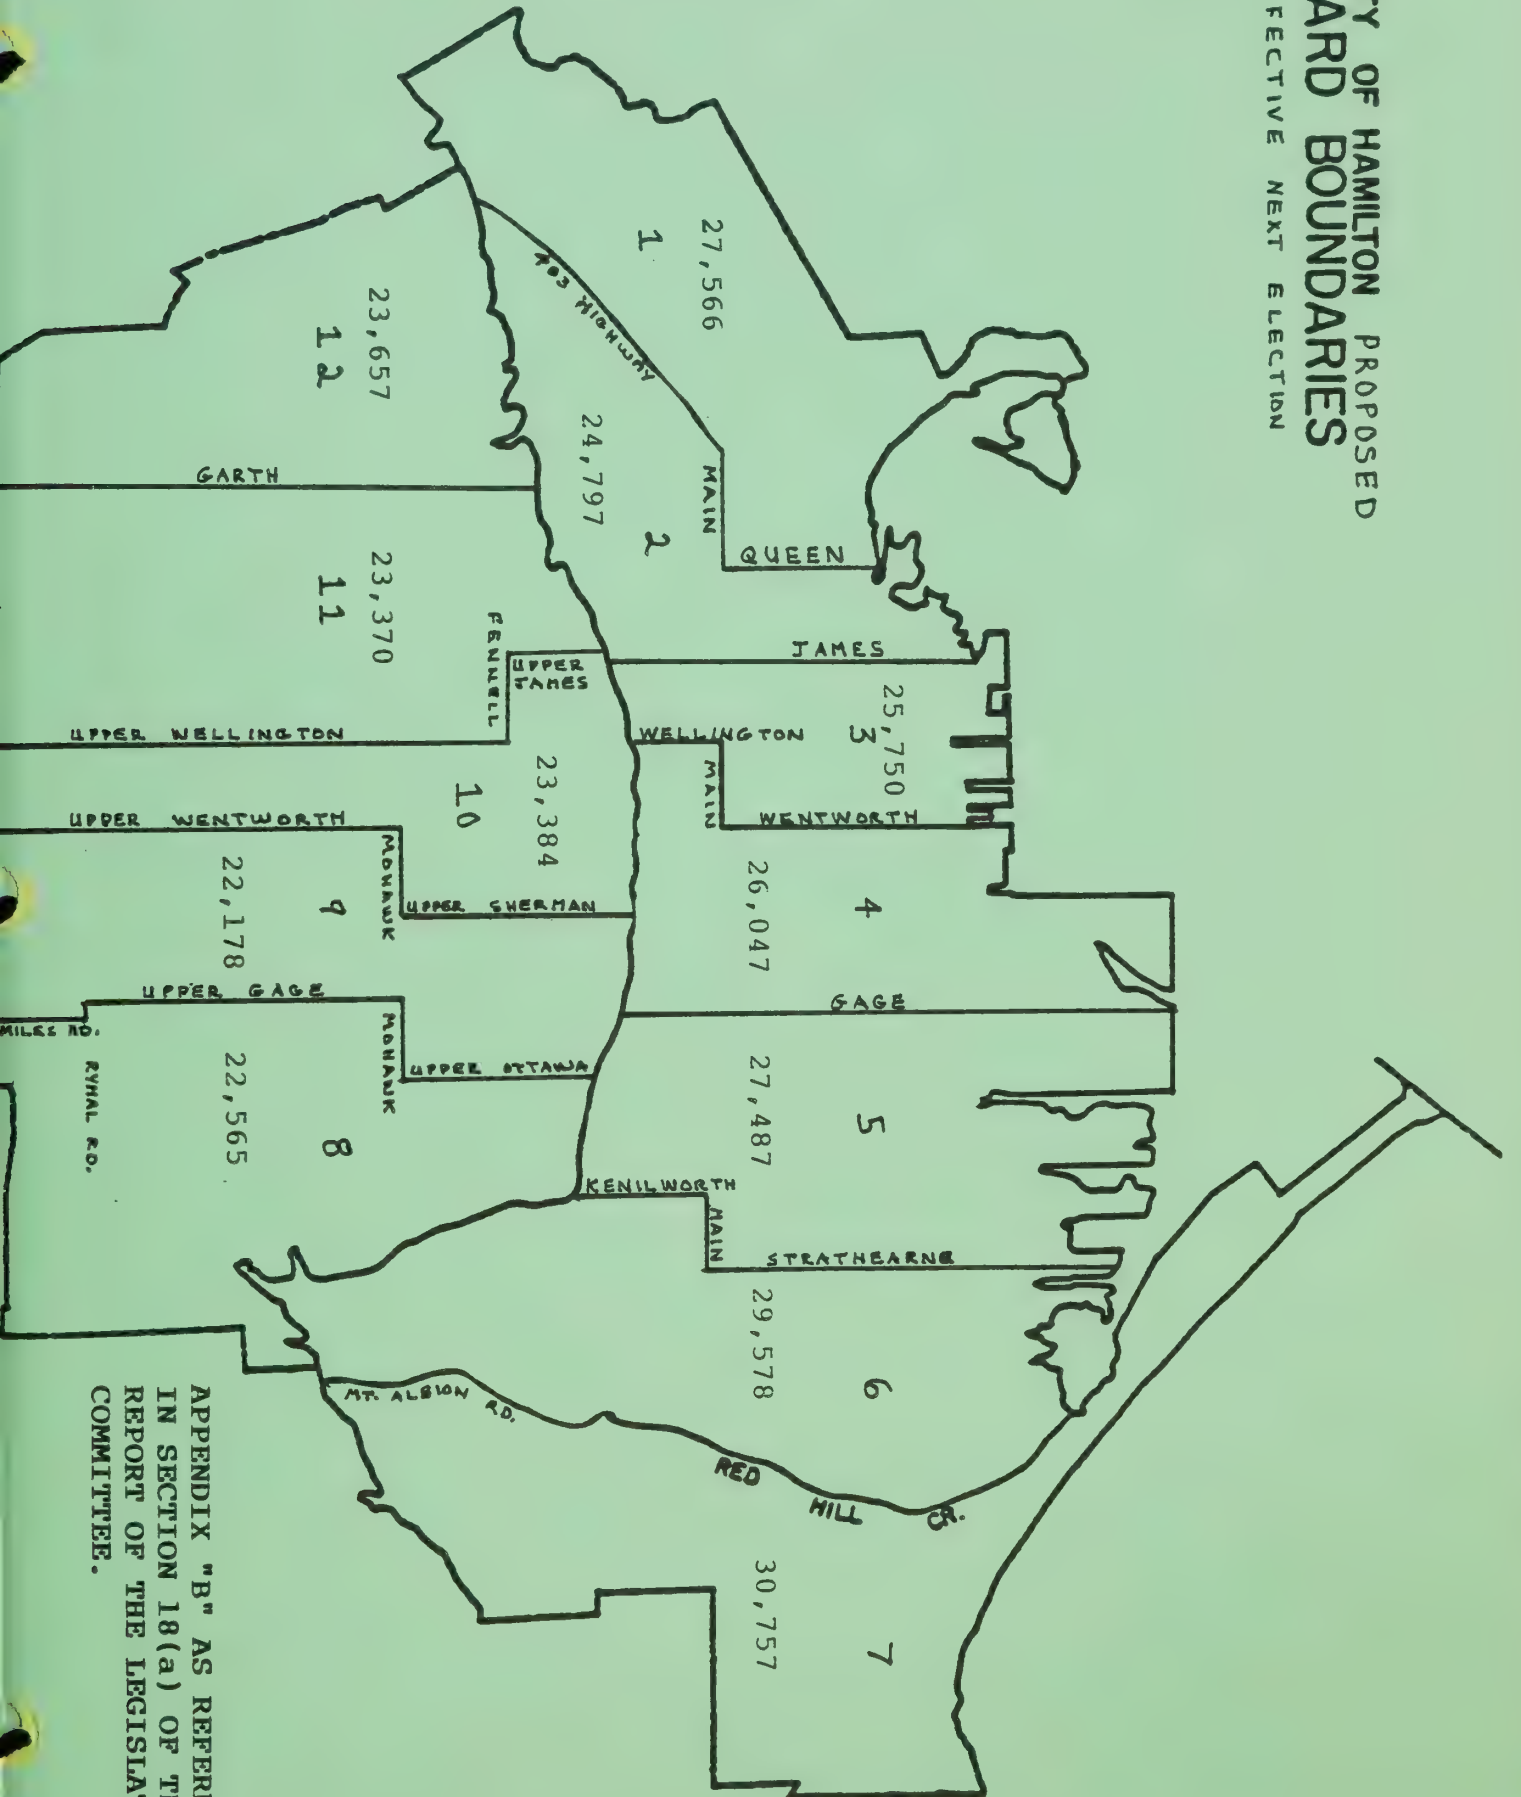 TY OF HAMILTON PROPOSED
ARD BOUNDARIES
FECTIVE NEXT ELECTION
27,566
1
403 HIGHWAY
MAIN
QUEEN
24,797
2
JAMES
25,750
3
WELLINGTON
MAIN
WENTWORTH
26,047
4
GAGE
27,487
5
KENILWORTH
MAIN
STRATHEARNE
29,578
6
MT. ALBION RD.
RED HILL CR.
30,757
7
23,657
12
GARTH
23,370
11
FENNELL
UPPER
JAMES
UPPER WELLINGTON
23,384
10
UPPER WENTWORTH
MOHAWK
UPPER SHERMAN
9
22,178
UPPER GAGE
MOHAWK
UPPER OTTAWA
MILES RD.
RYMAL RD.
22,565
8
APPENDIX "B" AS REFERR
IN SECTION 18(a) OF TH
REPORT OF THE LEGISLAT
COMMITTEE.